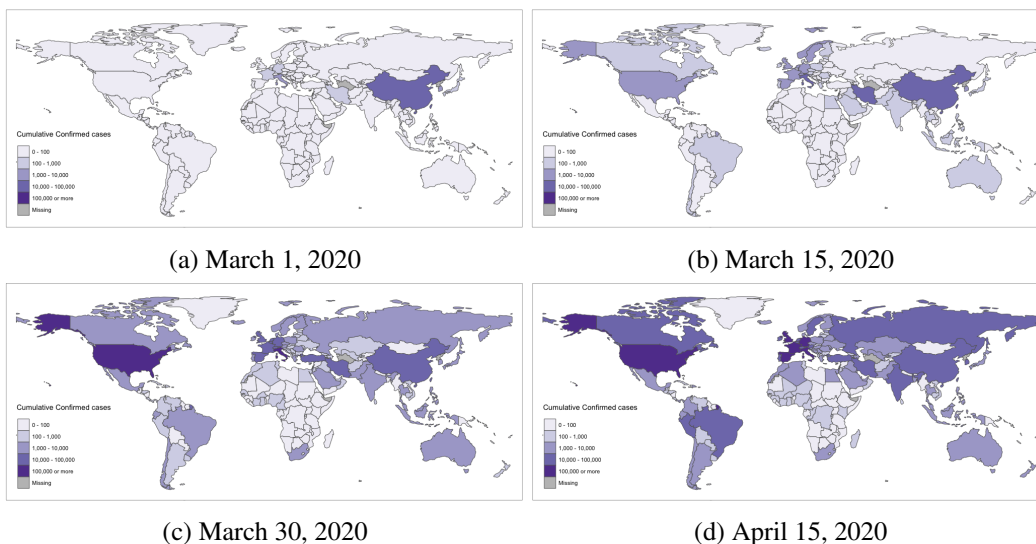 Cumulative Confirmed cases
0 - 100
100 - 1,000
1,000 - 10,000
10,000 - 100,000
100,000 or more
Missing
(a) March 1, 2020
Cumulative Confirmed cases
0 - 100
100 - 1,000
1,000 - 10,000
10,000 - 100,000
100,000 or more
Missing
(b) March 15, 2020
Cumulative Confirmed cases
0 - 100
100 - 1,000
1,000 - 10,000
10,000 - 100,000
100,000 or more
Missing
(c) March 30, 2020
Cumulative Confirmed cases
0 - 100
100 - 1,000
1,000 - 10,000
10,000 - 100,000
100,000 or more
Missing
(d) April 15, 2020